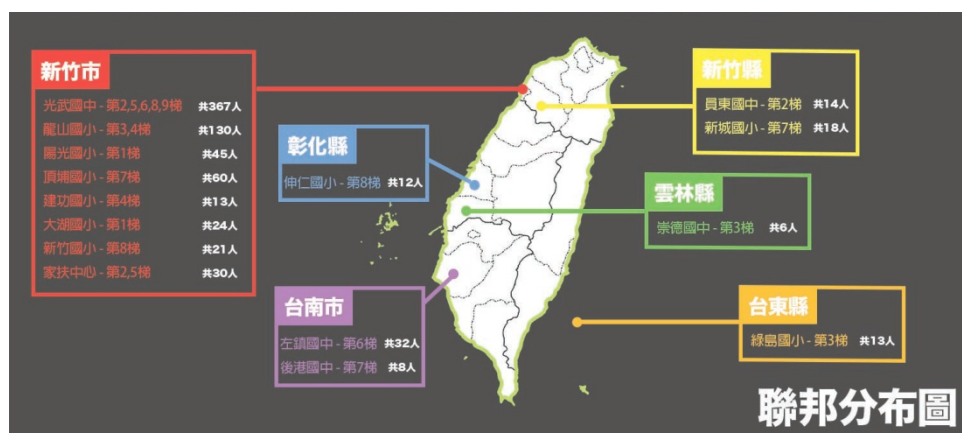 新竹市
光武國中 - 第2,5,6,8,9梯 共367人
龍山國小 - 第3,4梯 共130人
陽光國小 - 第1梯 共45人
頂埔國小 - 第7梯 共60人
建功國小 - 第4梯 共13人
大湖國小 - 第1梯 共24人
新竹國小 - 第8梯 共21人
家扶中心 - 第2,5梯 共30人
彰化縣
伸仁國小 - 第8梯 共12人
台南市
左鎮國中 - 第6梯 共32人
後港國中 - 第7梯 共8人
新竹縣
員東國中 - 第2梯 共14人
新城國小 - 第7梯 共18人
雲林縣
崇德國中 - 第3梯 共6人
台東縣
綠島國小 - 第3梯 共13人
聯邦分布圖